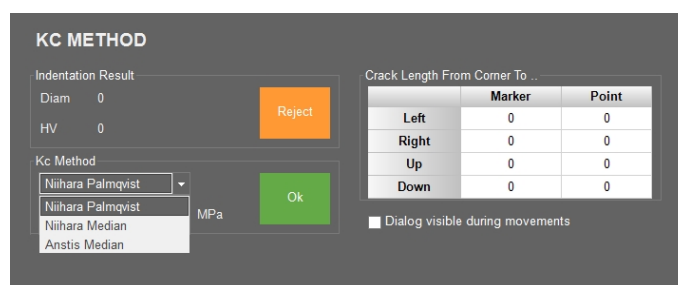 KC METHOD
Indentation Result
Diam 0
HV 0
Reject
Kc Method
Niihara Palmqvist
Niihara Palmqvist
Niihara Median
Anstis Median
MPa
Ok
Crack Length From Corner To ..
Marker Point
Left 0 0
Right 0 0
Up 0 0
Down 0 0
Dialog visible during movements